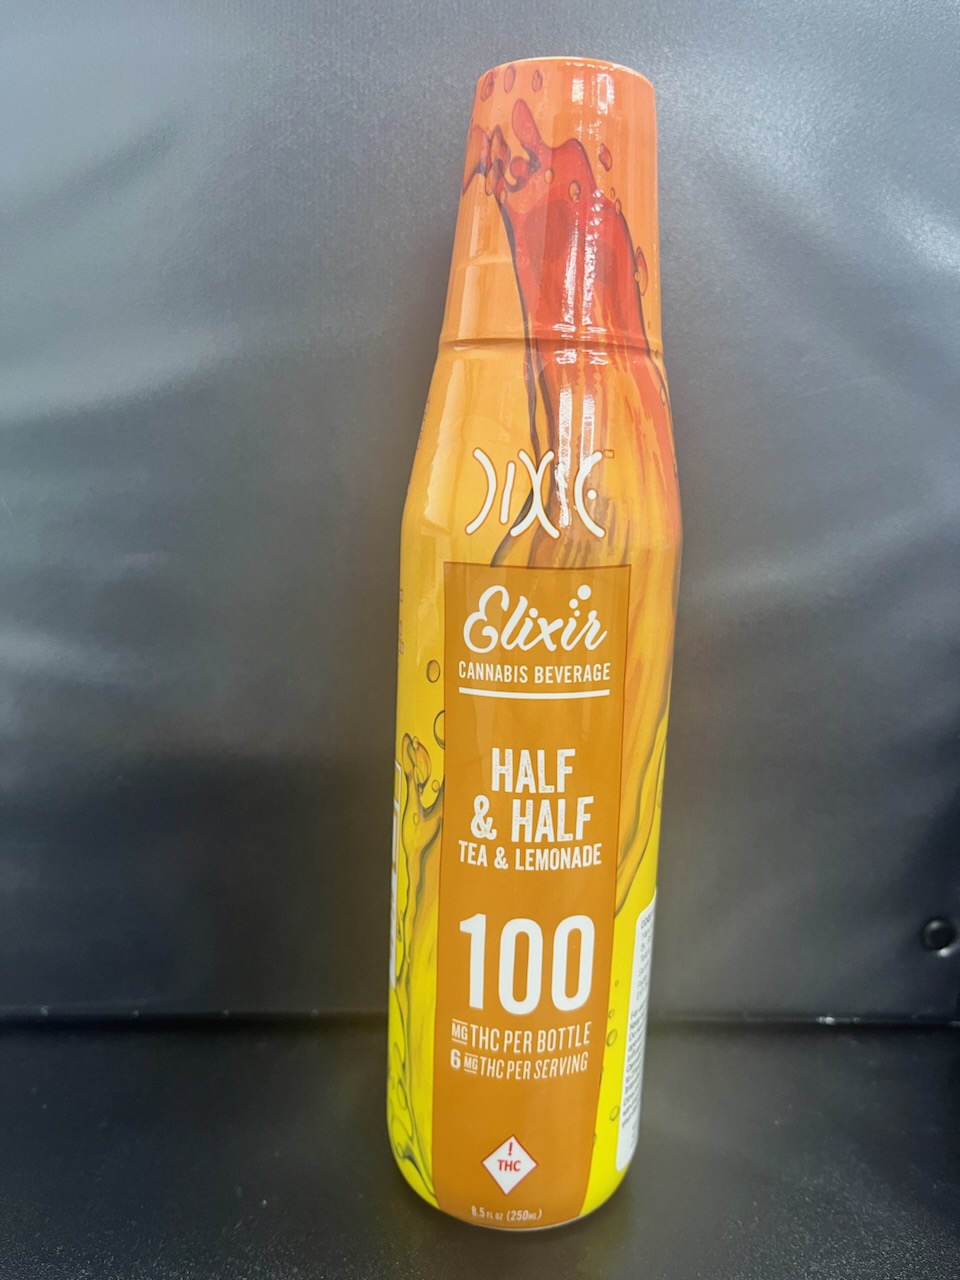 DIXIE™
Elixir
CANNABIS BEVERAGE
HALF
& HALF
TEA & LEMONADE
100
MG THC PER BOTTLE
6 MG THC PER SERVING
!
THC
8.5 FL OZ (250ML)